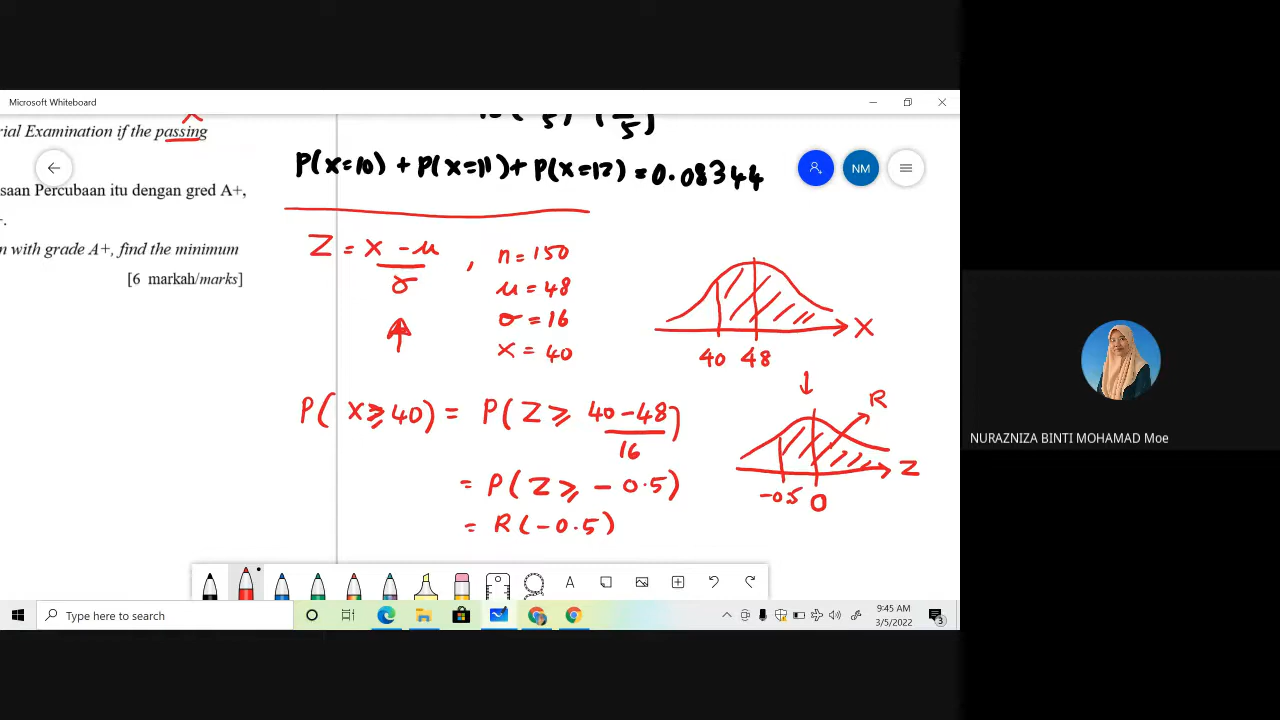 Microsoft Whiteboard
rial Examination if the passing
saan Percubaan itu dengan gred A+,
n with grade A+, find the minimum
[6 markah/marks]
P(x=10) + P(x=11) + P(x=12) = 0.08344
NM
Z = x - μ
σ
, n = 150
μ = 48
σ = 16
x = 40
40 48 X
P( X ≥ 40) = P( Z ≥ 40 - 48 )
16
= P( Z ≥ - 0.5)
= R( - 0.5)
R
-0.5 0 Z
NURAZNIZA BINTI MOHAMAD Moe
A
Type here to search
9:45 AM
3/5/2022
3